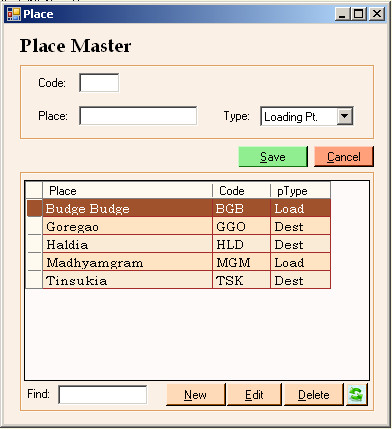 Place
Place Master
Code:
Place: Type: Loading Pt.
Save Cancel
Place Code pType
Budge Budge BGB Load
Goregao GGO Dest
Haldia HLD Dest
Madhyamgram MGM Load
Tinsukia TSK Dest
Find: New Edit Delete